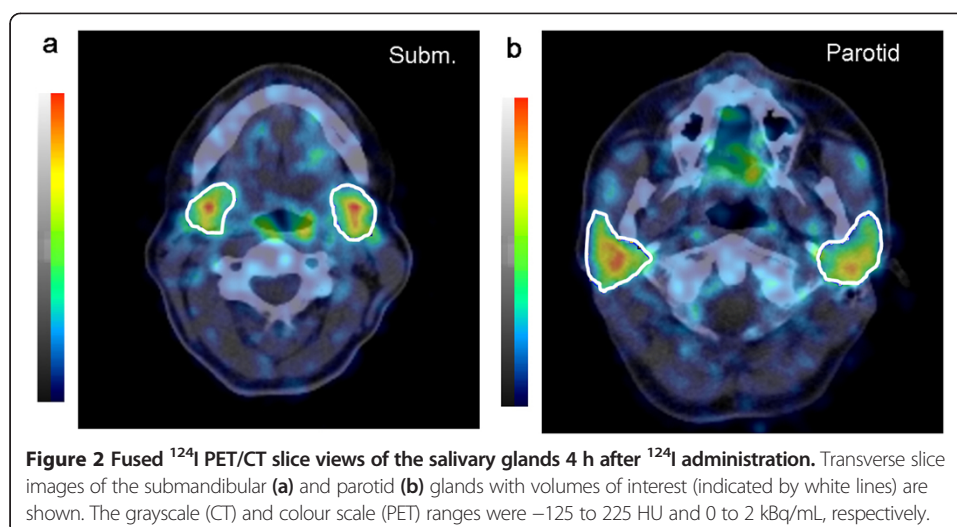 a
Subm.
b
Parotid
Figure 2 Fused ¹²⁴I PET/CT slice views of the salivary glands 4 h after ¹²⁴I administration. Transverse slice
images of the submandibular (a) and parotid (b) glands with volumes of interest (indicated by white lines) are
shown. The grayscale (CT) and colour scale (PET) ranges were −125 to 225 HU and 0 to 2 kBq/mL, respectively.